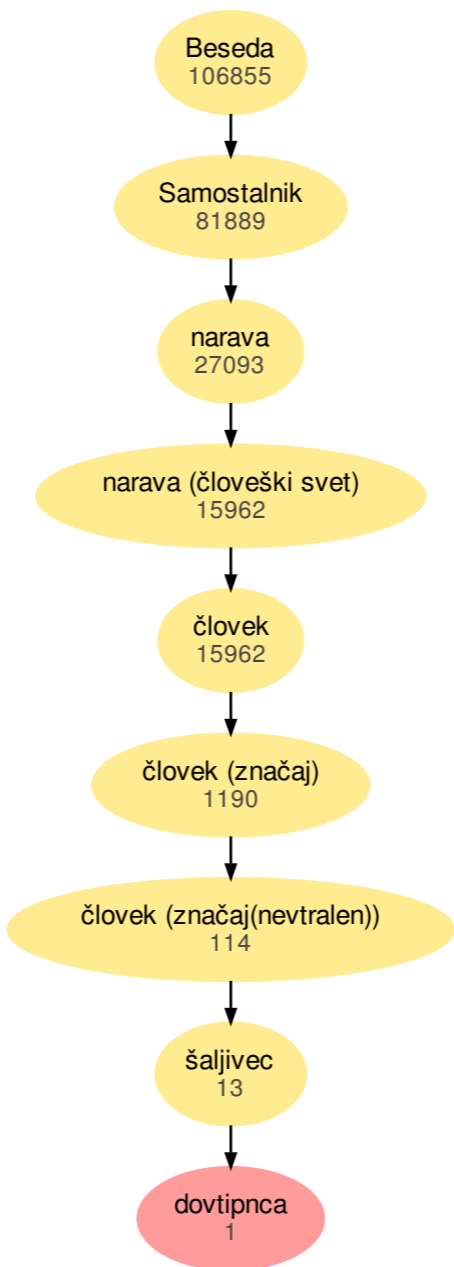 Beseda
106855
Samostalnik
81889
narava
27093
narava (človeški svet)
15962
človek
15962
človek (značaj)
1190
človek (značaj(nevtralen))
114
šaljivec
13
dovtipnca
1